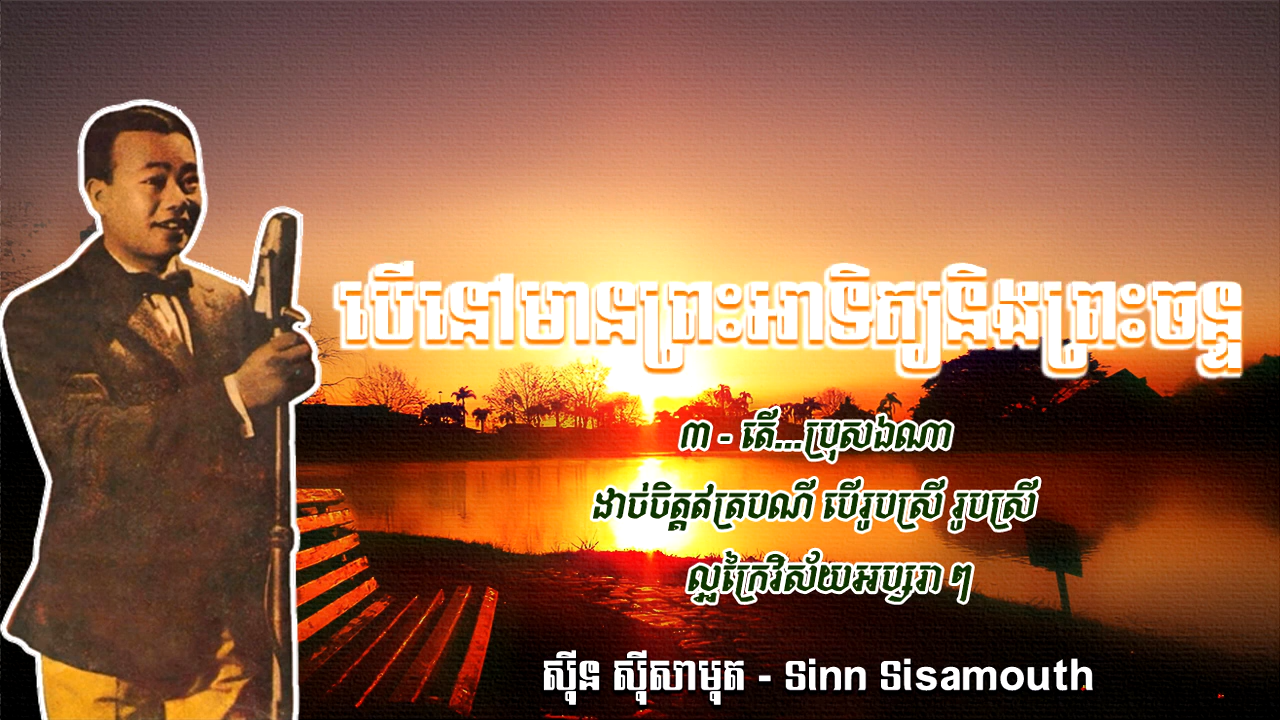 បើនៅមានព្រះអាទិត្យនិងព្រះចន្ទ
៣ - តើ...ប្រុសឯណា
ដាច់ចិត្តឥត្របណី បើរូបស្រី រូបស្រី
ល្អក្រៃវិស័យអប្សរា ៗ
ស៊ីន ស៊ីសាមុត - Sinn Sisamouth